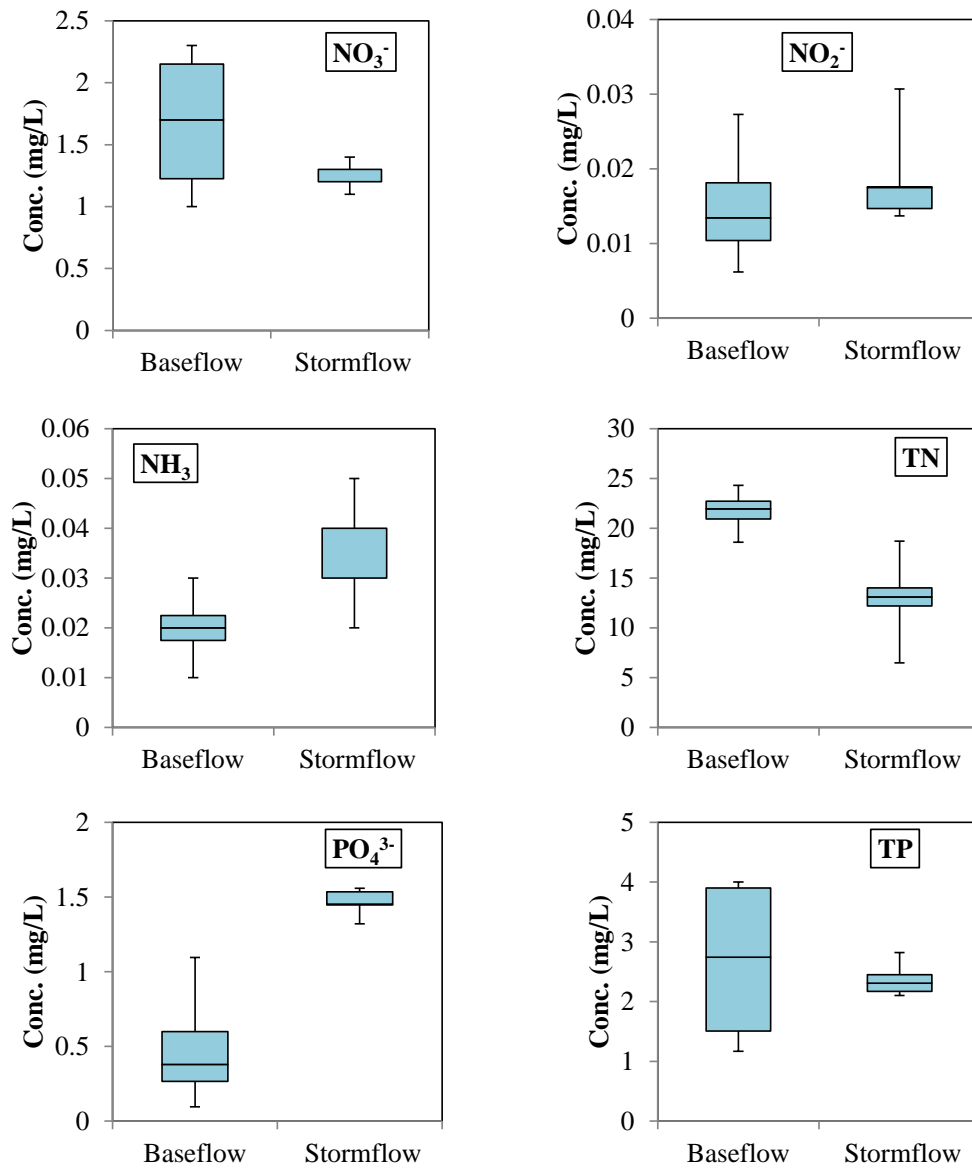 NO₃⁻
Conc. (mg/L)
2.5
2
1.5
1
0.5
0
Baseflow Stormflow
NO₂⁻
Conc. (mg/L)
0.04
0.03
0.02
0.01
0
Baseflow Stormflow
NH₃
Conc. (mg/L)
0.06
0.05
0.04
0.03
0.02
0.01
0
Baseflow Stormflow
TN
Conc. (mg/L)
30
25
20
15
10
5
0
Baseflow Stormflow
PO₄³⁻
Conc. (mg/L)
2
1.5
1
0.5
0
Baseflow Stormflow
TP
Conc. (mg/L)
5
4
3
2
1
0
Baseflow Stormflow